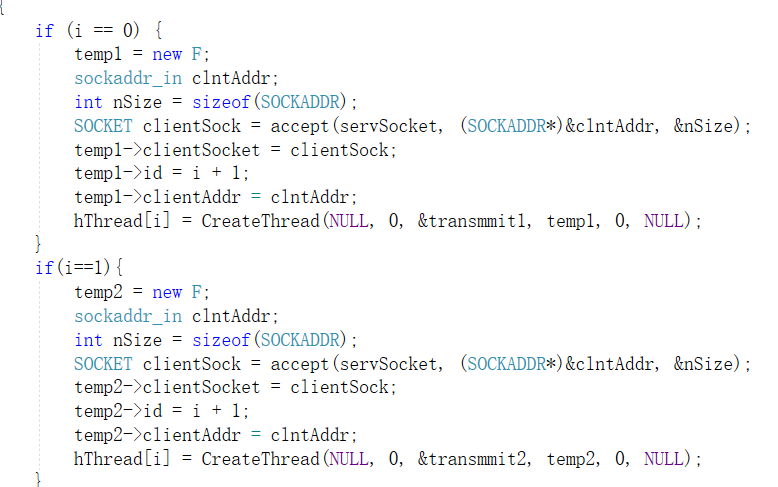 {
if (i == 0) {
temp1 = new F;
sockaddr_in clntAddr;
int nSize = sizeof(SOCKADDR);
SOCKET clientSock = accept(servSocket, (SOCKADDR*)&clntAddr, &nSize);
temp1->clientSocket = clientSock;
temp1->id = i + 1;
temp1->clientAddr = clntAddr;
hThread[i] = CreateThread(NULL, 0, &transmmit1, temp1, 0, NULL);
}
if(i==1){
temp2 = new F;
sockaddr_in clntAddr;
int nSize = sizeof(SOCKADDR);
SOCKET clientSock = accept(servSocket, (SOCKADDR*)&clntAddr, &nSize);
temp2->clientSocket = clientSock;
temp2->id = i + 1;
temp2->clientAddr = clntAddr;
hThread[i] = CreateThread(NULL, 0, &transmmit2, temp2, 0, NULL);
}